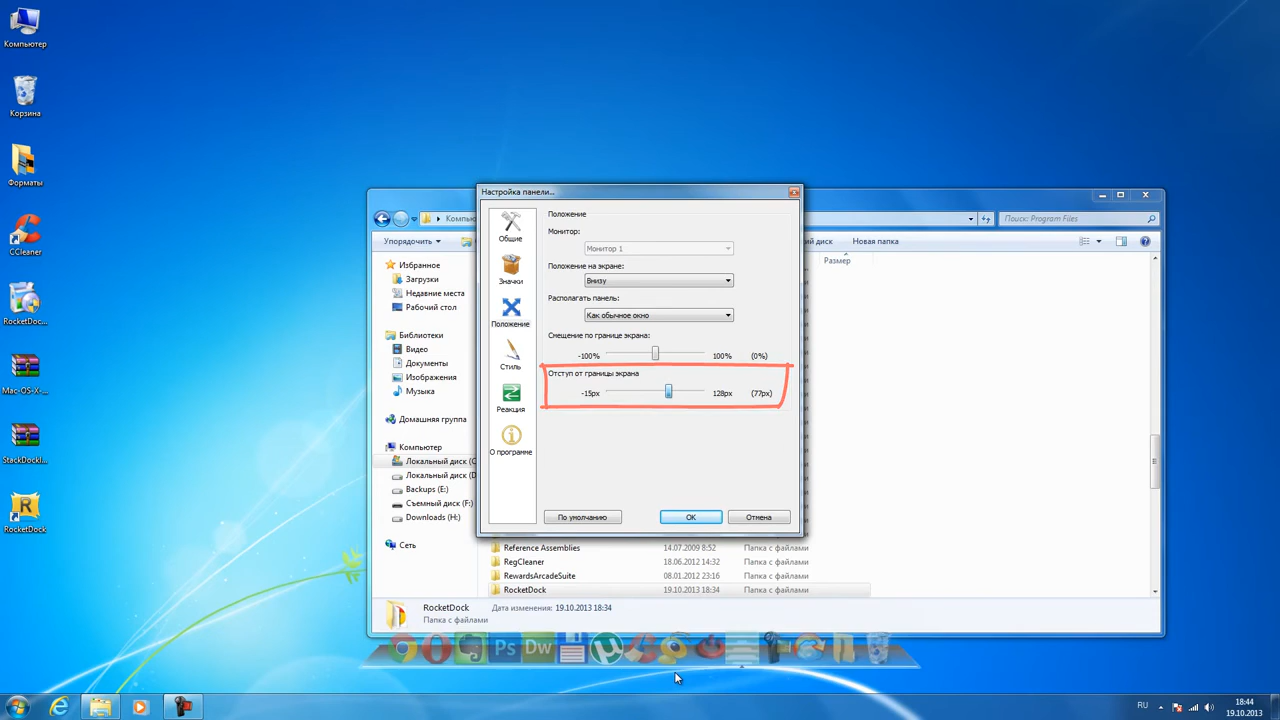 Компьютер
Корзина
Форматы
CCleaner
RocketDoc...
Mac-OS-X-...
StackDockl...
RocketDock
Настройка панели...
Общие
Значки
Положение
Стиль
Реакция
О программе
Положение
Монитор:
Монитор 1
Положение на экране:
Внизу
Располагать панель:
Как обычное окно
Смещение по границе экрана:
-100% 100% (0%)
Отступ от границы экрана
-15px 128px (77px)
По умолчанию OK Отмена
Компью
Поиск: Program Files
Упорядочить
й диск Новая папка
Размер
Избранное
Загрузки
Недавние места
Рабочий стол
Библиотеки
Видео
Документы
Изображения
Музыка
Домашняя группа
Компьютер
Локальный диск (C
Локальный диск (D
Backups (E:)
Съемный диск (F:)
Downloads (H:)
Сеть
Reference Assemblies 14.07.2009 8:52 Папка с файлами
RegCleaner 18.06.2012 14:32 Папка с файлами
RewardsArcadeSuite 08.01.2012 23:16 Папка с файлами
RocketDock 19.10.2013 18:34 Папка с файлами
RocketDock Дата изменения: 19.10.2013 18:34
Папка с файлами
Ps Dw
RU
18:44
19.10.2013